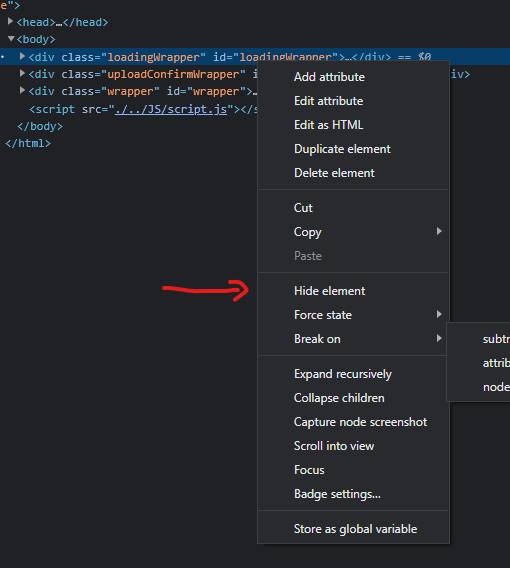 e">
<head>…</head>
<body>
<div class="loadingWrapper" id="loadingWrapper">…</div> == $0
<div class="uploadConfirmWrapper" i
iv>
<div class="wrapper" id="wrapper">…
<script src="./../JS/script.js"></s
</body>
</html>
Add attribute
Edit attribute
Edit as HTML
Duplicate element
Delete element
Cut
Copy
Paste
Hide element
Force state
Break on
subtr
attrib
node
Expand recursively
Collapse children
Capture node screenshot
Scroll into view
Focus
Badge settings...
Store as global variable